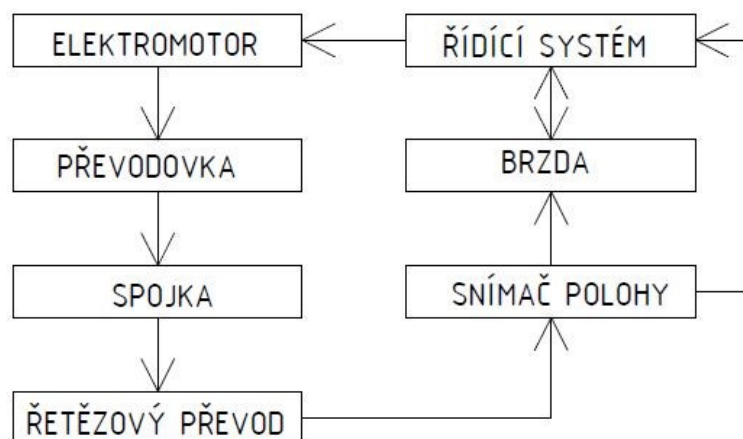 ELEKTROMOTOR
ŘÍDÍCÍ SYSTÉM
PŘEVODOVKA
BRZDA
SPOJKA
SNÍMAČ POLOHY
ŘETĚZOVÝ PŘEVOD